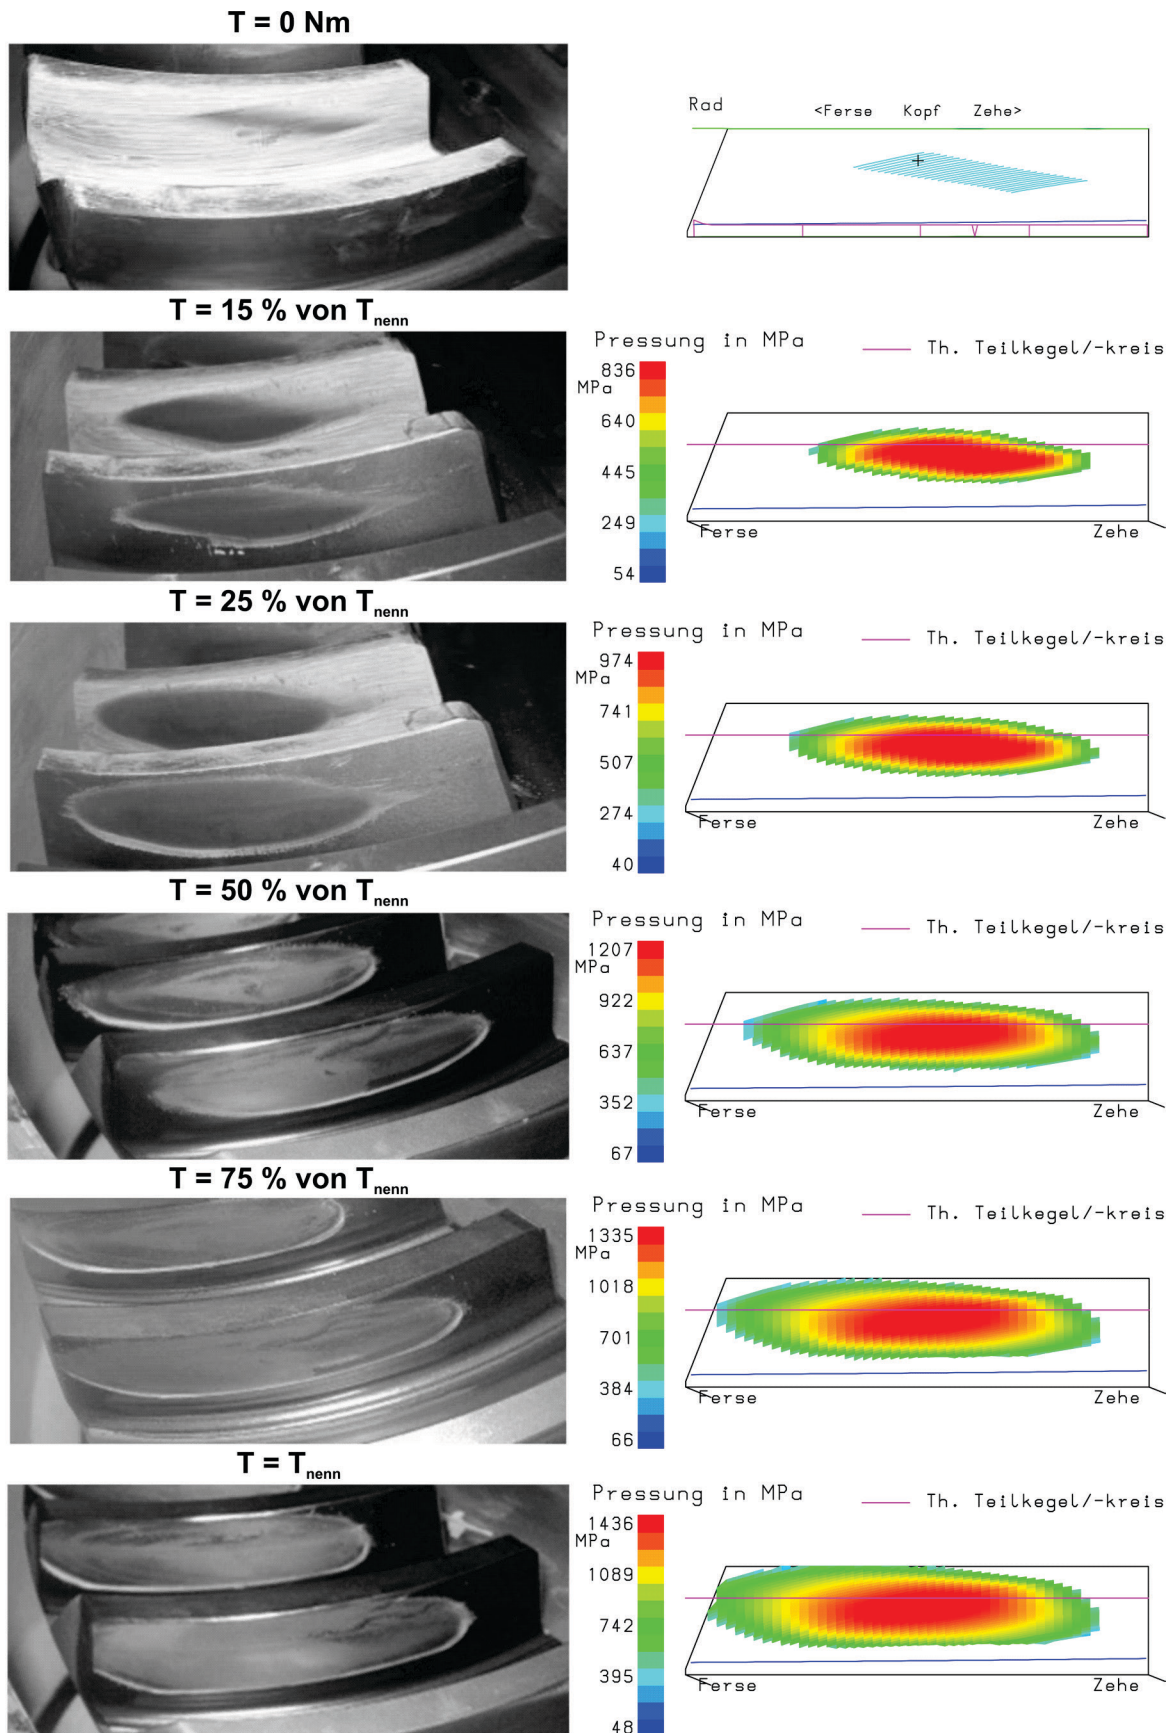 T = 0 Nm
Rad <Ferse Kopf Zehe>
T = 15 % von Tnenn
Pressung in MPa
Th. Teilkegel/-kreis
836
MPa
640
445
249
54
Ferse Zehe
T = 25 % von Tnenn
Pressung in MPa
Th. Teilkegel/-kreis
974
MPa
741
507
274
40
Ferse Zehe
T = 50 % von Tnenn
Pressung in MPa
Th. Teilkegel/-kreis
1207
MPa
922
637
352
67
Ferse Zehe
T = 75 % von Tnenn
Pressung in MPa
Th. Teilkegel/-kreis
1335
MPa
1018
701
384
66
Ferse Zehe
T = Tnenn
Pressung in MPa
Th. Teilkegel/-kreis
1436
MPa
1089
742
395
48
Ferse Zehe